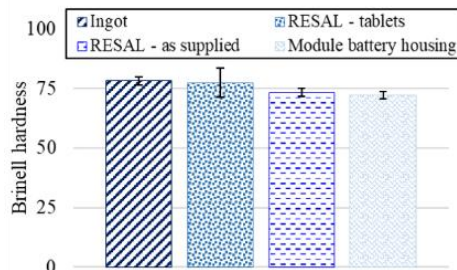 100
Ingot RESAL - tablets
RESAL - as supplied Module battery housing
75
50
25
0
Brinell hardness